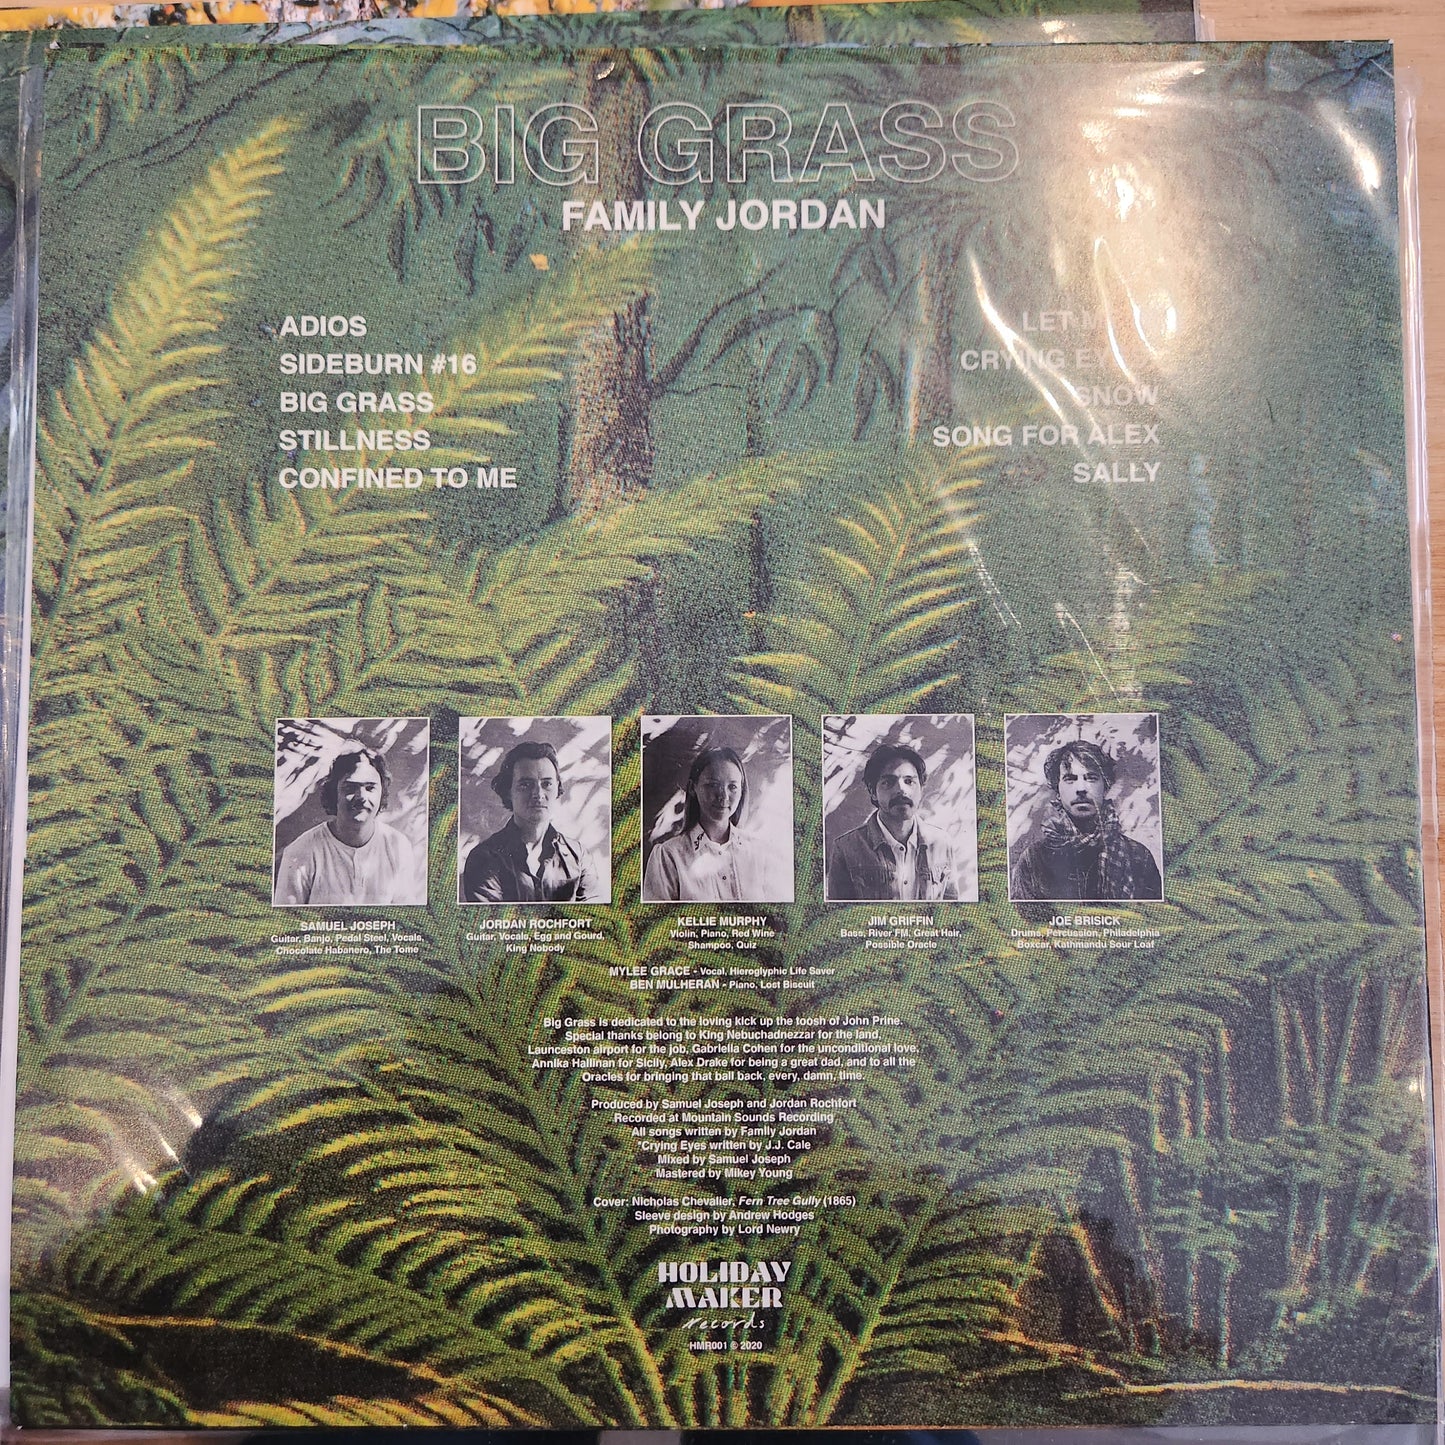 BIG GRASS
FAMILY JORDAN
ADIOS
SIDEBURN #16
BIG GRASS
STILLNESS
CONFINED TO ME
LET
CRYING
SNOW
SONG FOR ALEX
SALLY
SAMUEL JOSEPH
Guitar, Banjo, Pedal Steel, Vocals,
Chocolate Habanero, The Tome
JORDAN ROCHFORT
Guitar, Vocals, Egg and Gourd,
King Nobody
KELLIE MURPHY
Violin, Piano, Red Wine
Shampoo, Quiz
JIM GRIFFIN
Bass, River FM, Great Hair,
Possible Oracle
JOE BRISICK
Drums, Percussion, Philadelphia
Boxcar, Kathmandu Sour Loaf
MYLEE GRACE - Vocal, Hieroglyphic Life Saver
BEN MULHERAN - Piano, Lost Biscuit
Big Grass is dedicated to the loving kick up the toosh of John Prine.
Special thanks belong to King Nebuchadnezzar for the land,
Launceston airport for the job, Gabriella Cohen for the unconditional love,
Annika Hallinan for Sicily, Alex Drake for being a great dad, and to all the
Oracles for bringing that ball back, every, damn, time.
Produced by Samuel Joseph and Jordan Rochfort
Recorded at Mountain Sounds Recording
All songs written by Family Jordan
*Crying Eyes written by J.J. Cale
Mixed by Samuel Joseph
Mastered by Mikey Young
Cover: Nicholas Chevalier, Fern Tree Gully (1865)
Sleeve design by Andrew Hodges
Photography by Lord Newry
HOLIDAY
MAKER
records
HMR001 © 2020